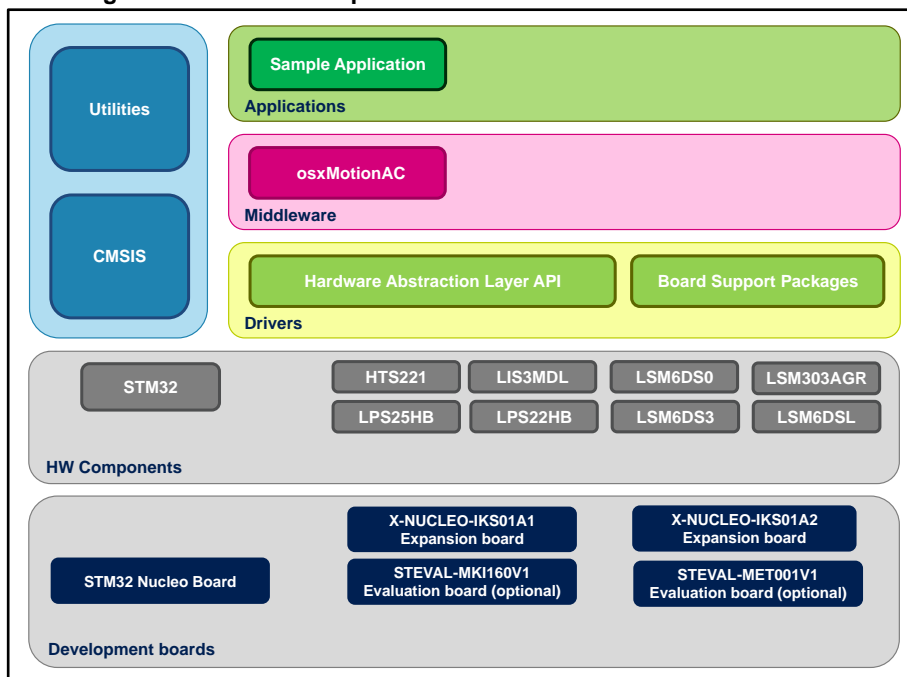 Utilities
CMSIS
Sample Application
Applications
osxMotionAC
Middleware
Hardware Abstraction Layer API
Board Support Packages
Drivers
STM32
HTS221
LIS3MDL
LSM6DS0
LSM303AGR
LPS25HB
LPS22HB
LSM6DS3
LSM6DSL
HW Components
STM32 Nucleo Board
X-NUCLEO-IKS01A1
Expansion board
X-NUCLEO-IKS01A2
Expansion board
STEVAL-MKI160V1
Evaluation board (optional)
STEVAL-MET001V1
Evaluation board (optional)
Development boards